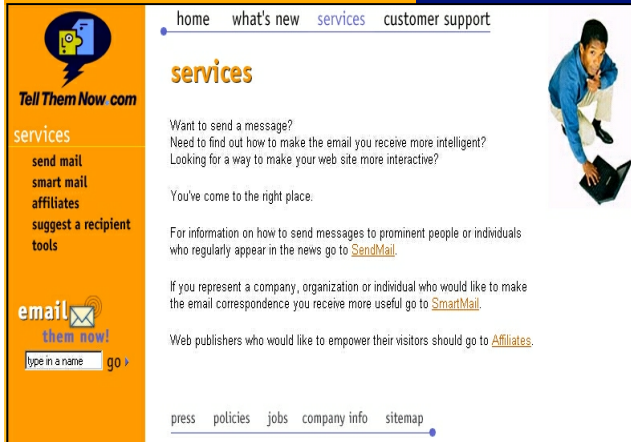 home what's new services customer support
Tell Them Now.com
services
send mail
smart mail
affiliates
suggest a recipient
tools
email
them now!
type in a name go
services
Want to send a message?
Need to find out how to make the email you receive more intelligent?
Looking for a way to make your web site more interactive?
You've come to the right place.
For information on how to send messages to prominent people or individuals
who regularly appear in the news go to SendMail.
If you represent a company, organization or individual who would like to make
the email correspondence you receive more useful go to SmartMail.
Web publishers who would like to empower their visitors should go to Affiliates.
press policies jobs company info sitemap